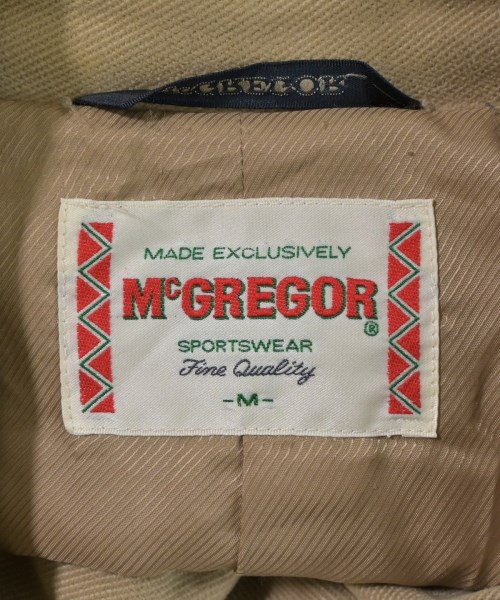 MADE EXCLUSIVELY
McGREGOR®
SPORTSWEAR
Fine Quality
-M-